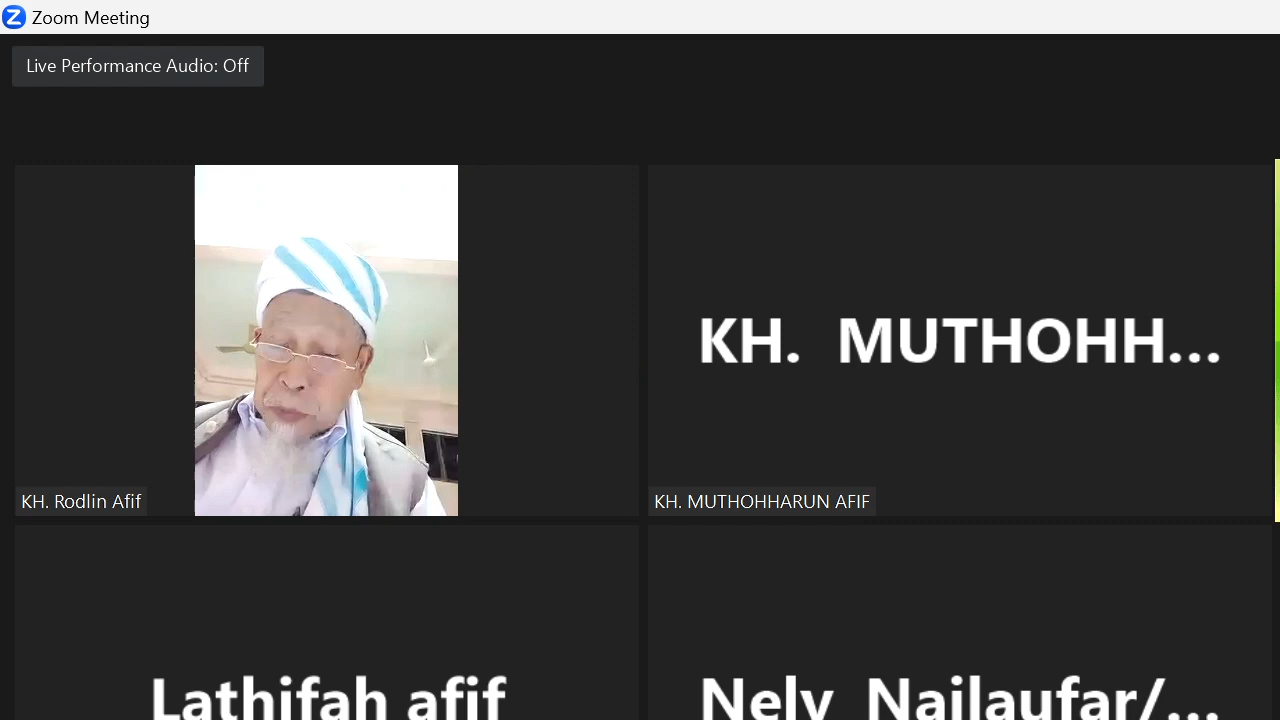 Zoom Meeting
Live Performance Audio: Off
KH. MUTHOHH...
KH. Rodlin Afif
KH. MUTHOHHARUN AFIF
Lathifah afif
Nely Nailaufar/...